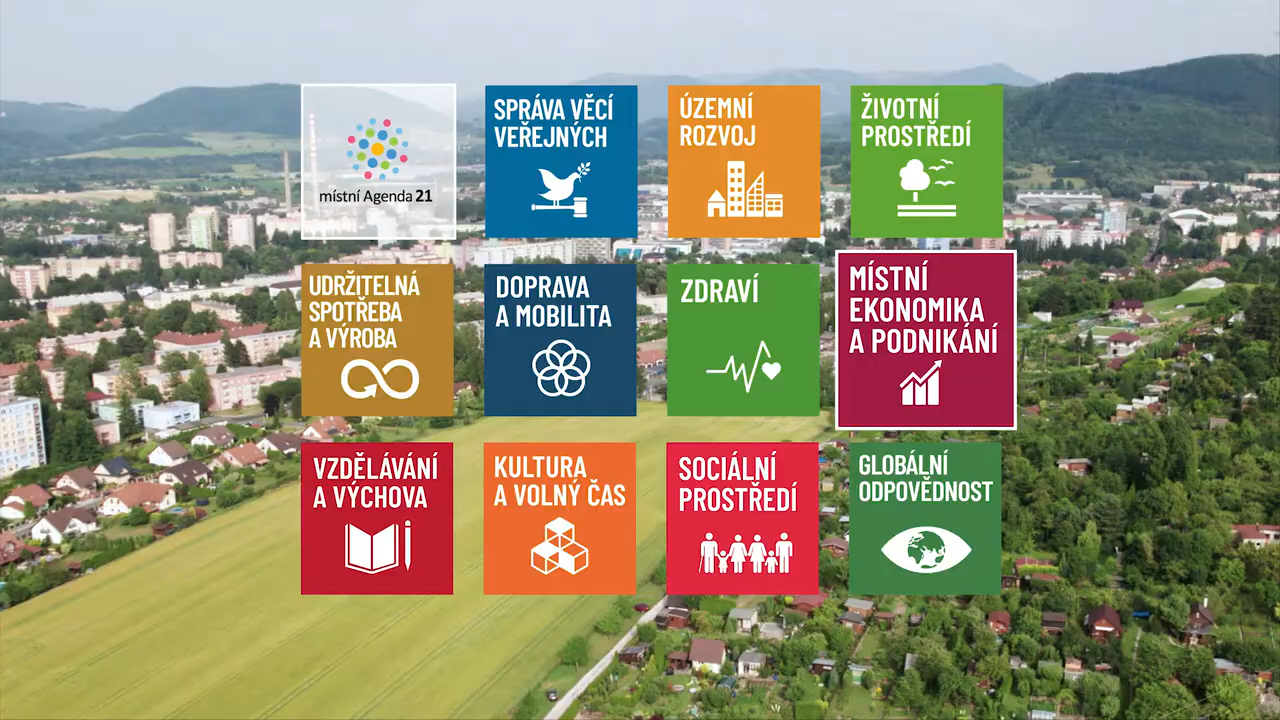 místní Agenda 21
SPRÁVA VĚCÍ
VEŘEJNÝCH
ÚZEMNÍ
ROZVOJ
ŽIVOTNÍ
PROSTŘEDÍ
UDRŽITELNÁ
SPOTŘEBA
A VÝROBA
DOPRAVA
A MOBILITA
ZDRAVÍ
MÍSTNÍ
EKONOMIKA
A PODNIKÁNÍ
VZDĚLÁVÁNÍ
A VÝCHOVA
KULTURA
A VOLNÝ ČAS
SOCIÁLNÍ
PROSTŘEDÍ
GLOBÁLNÍ
ODPOVĚDNOST